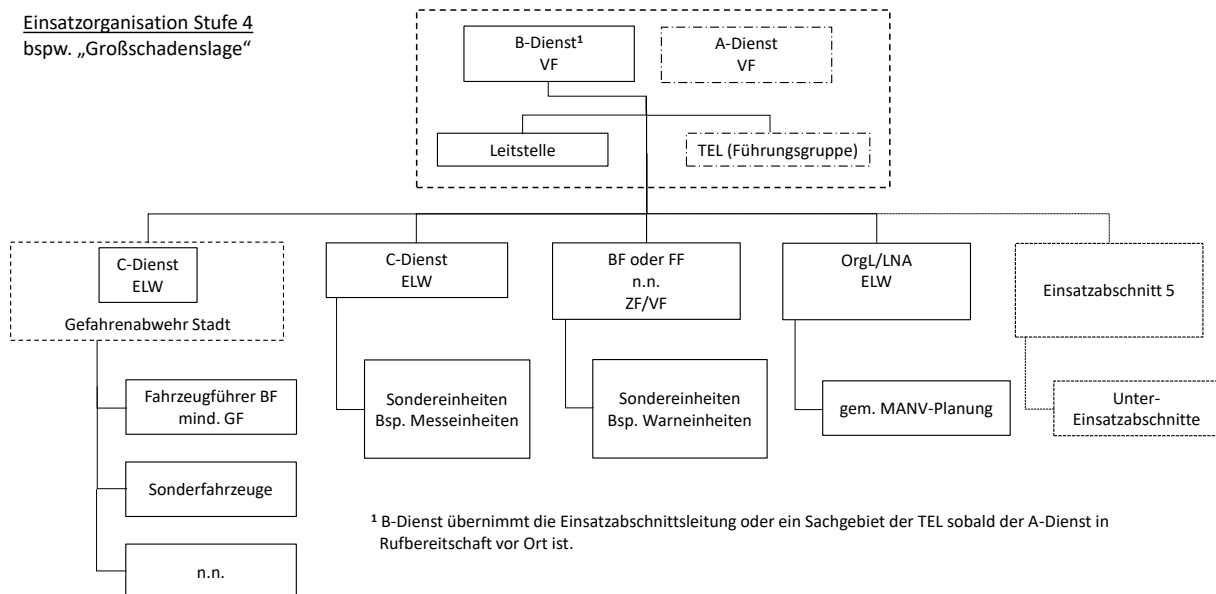 Einsatzorganisation Stufe 4
bspw. „Großschadenslage“
B-Dienst¹
VF
A-Dienst
VF
Leitstelle
TEL (Führungsgruppe)
C-Dienst
ELW
Gefahrenabwehr Stadt
C-Dienst
ELW
BF oder FF
n.n.
ZF/VF
OrgL/LNA
ELW
Einsatzabschnitt 5
Fahrzeugführer BF
mind. GF
Sonderfahrzeuge
n.n.
Sondereinheiten
Bsp. Messeinheiten
Sondereinheiten
Bsp. Warneinheiten
gem. MANV-Planung
Unter-
Einsatzabschnitte
¹ B-Dienst übernimmt die Einsatzabschnittsleitung oder ein Sachgebiet der TEL sobald der A-Dienst in
Rufbereitschaft vor Ort ist.